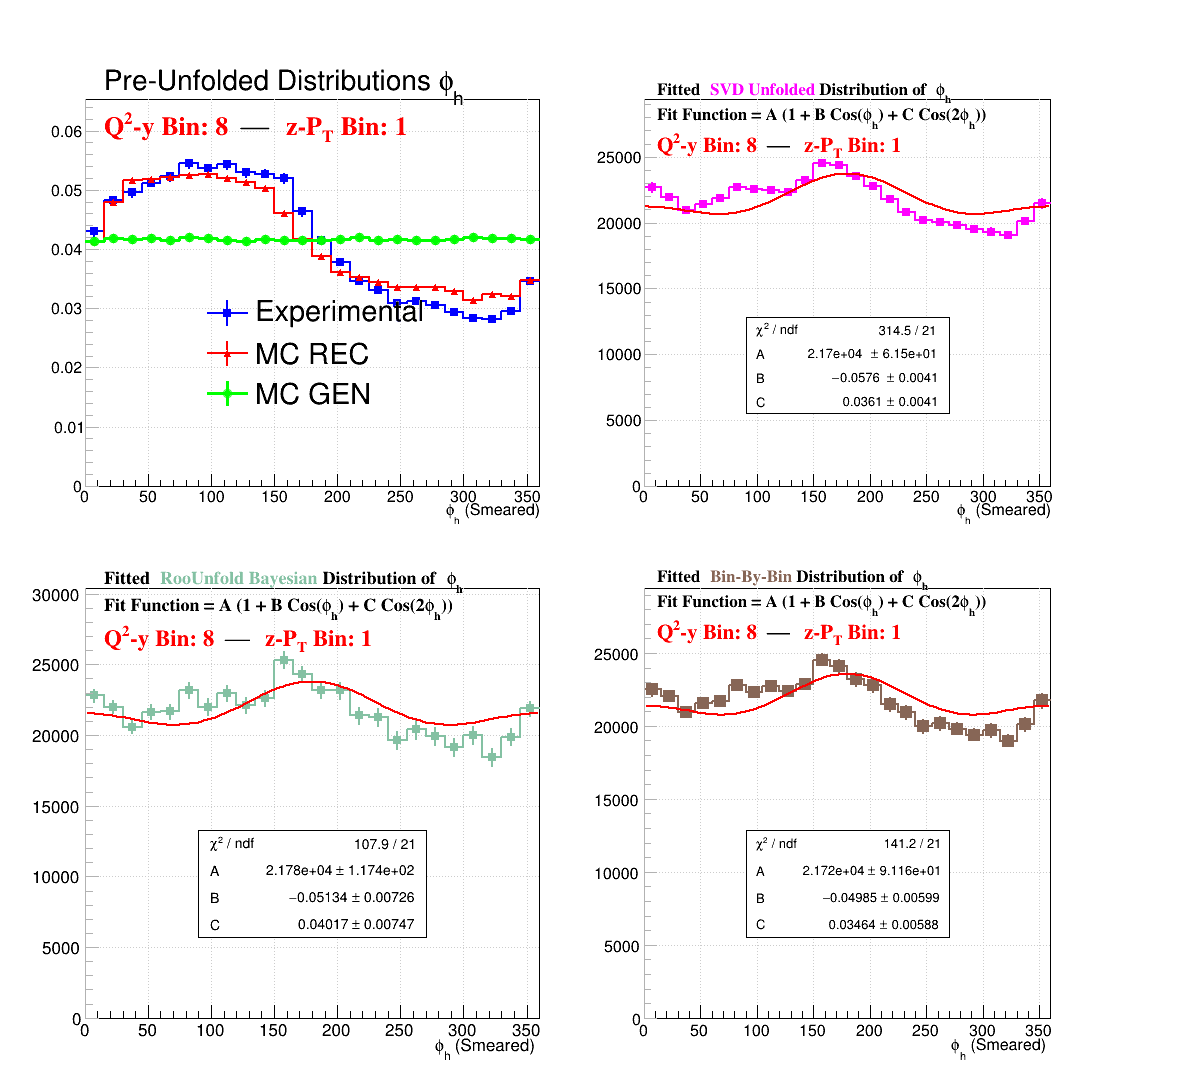 Pre-Unfolded Distributions ϕh
Q2-y Bin: 8 — z-PT Bin: 1
0.06
0.05
0.04
0.03
0.02
0.01
0
Experimental
MC REC
MC GEN
0 50 100 150 200 250 300 350
ϕh (Smeared)
Fitted SVD Unfolded Distribution of ϕh
Fit Function = A (1 + B Cos(ϕh) + C Cos(2ϕh))
Q2-y Bin: 8 — z-PT Bin: 1
25000
20000
15000
10000
5000
0
χ2 / ndf 314.5 / 21
A 2.17e+04 ± 6.15e+01
B −0.0576 ± 0.0041
C 0.0361 ± 0.0041
0 50 100 150 200 250 300 350
ϕh (Smeared)
Fitted RooUnfold Bayesian Distribution of ϕh
Fit Function = A (1 + B Cos(ϕh) + C Cos(2ϕh))
Q2-y Bin: 8 — z-PT Bin: 1
30000
25000
20000
15000
10000
5000
0
χ2 / ndf 107.9 / 21
A 2.178e+04 ± 1.174e+02
B −0.05134 ± 0.00726
C 0.04017 ± 0.00747
0 50 100 150 200 250 300 350
ϕh (Smeared)
Fitted Bin-By-Bin Distribution of ϕh
Fit Function = A (1 + B Cos(ϕh) + C Cos(2ϕh))
Q2-y Bin: 8 — z-PT Bin: 1
25000
20000
15000
10000
5000
0
χ2 / ndf 141.2 / 21
A 2.172e+04 ± 9.116e+01
B −0.04985 ± 0.00599
C 0.03464 ± 0.00588
0 50 100 150 200 250 300 350
ϕh (Smeared)